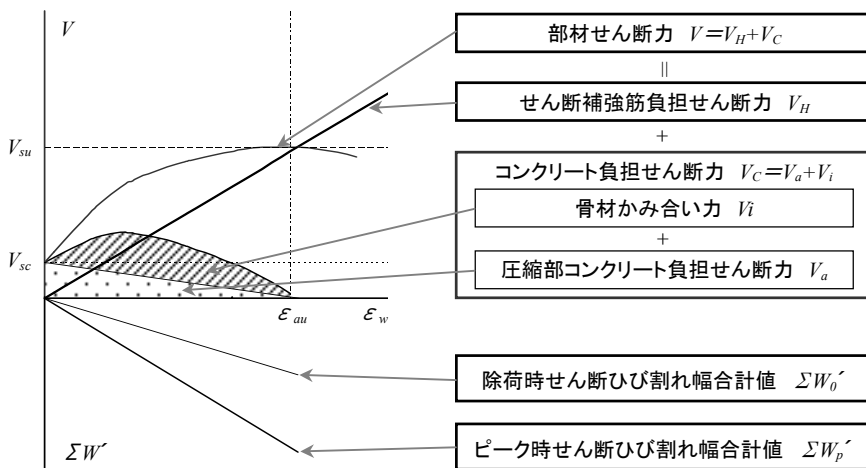 V
部材せん断力 V＝V_H+V_C
||
せん断補強筋負担せん断力 V_H
+
V_su
コンクリート負担せん断力 V_C＝V_a+V_i
骨材かみ合い力 Vi
+
V_sc
圧縮部コンクリート負担せん断力 V_a
ε_au
ε_w
除荷時せん断ひび割れ幅合計値 ΣW_0´
ΣW´
ピーク時せん断ひび割れ幅合計値 ΣW_p´